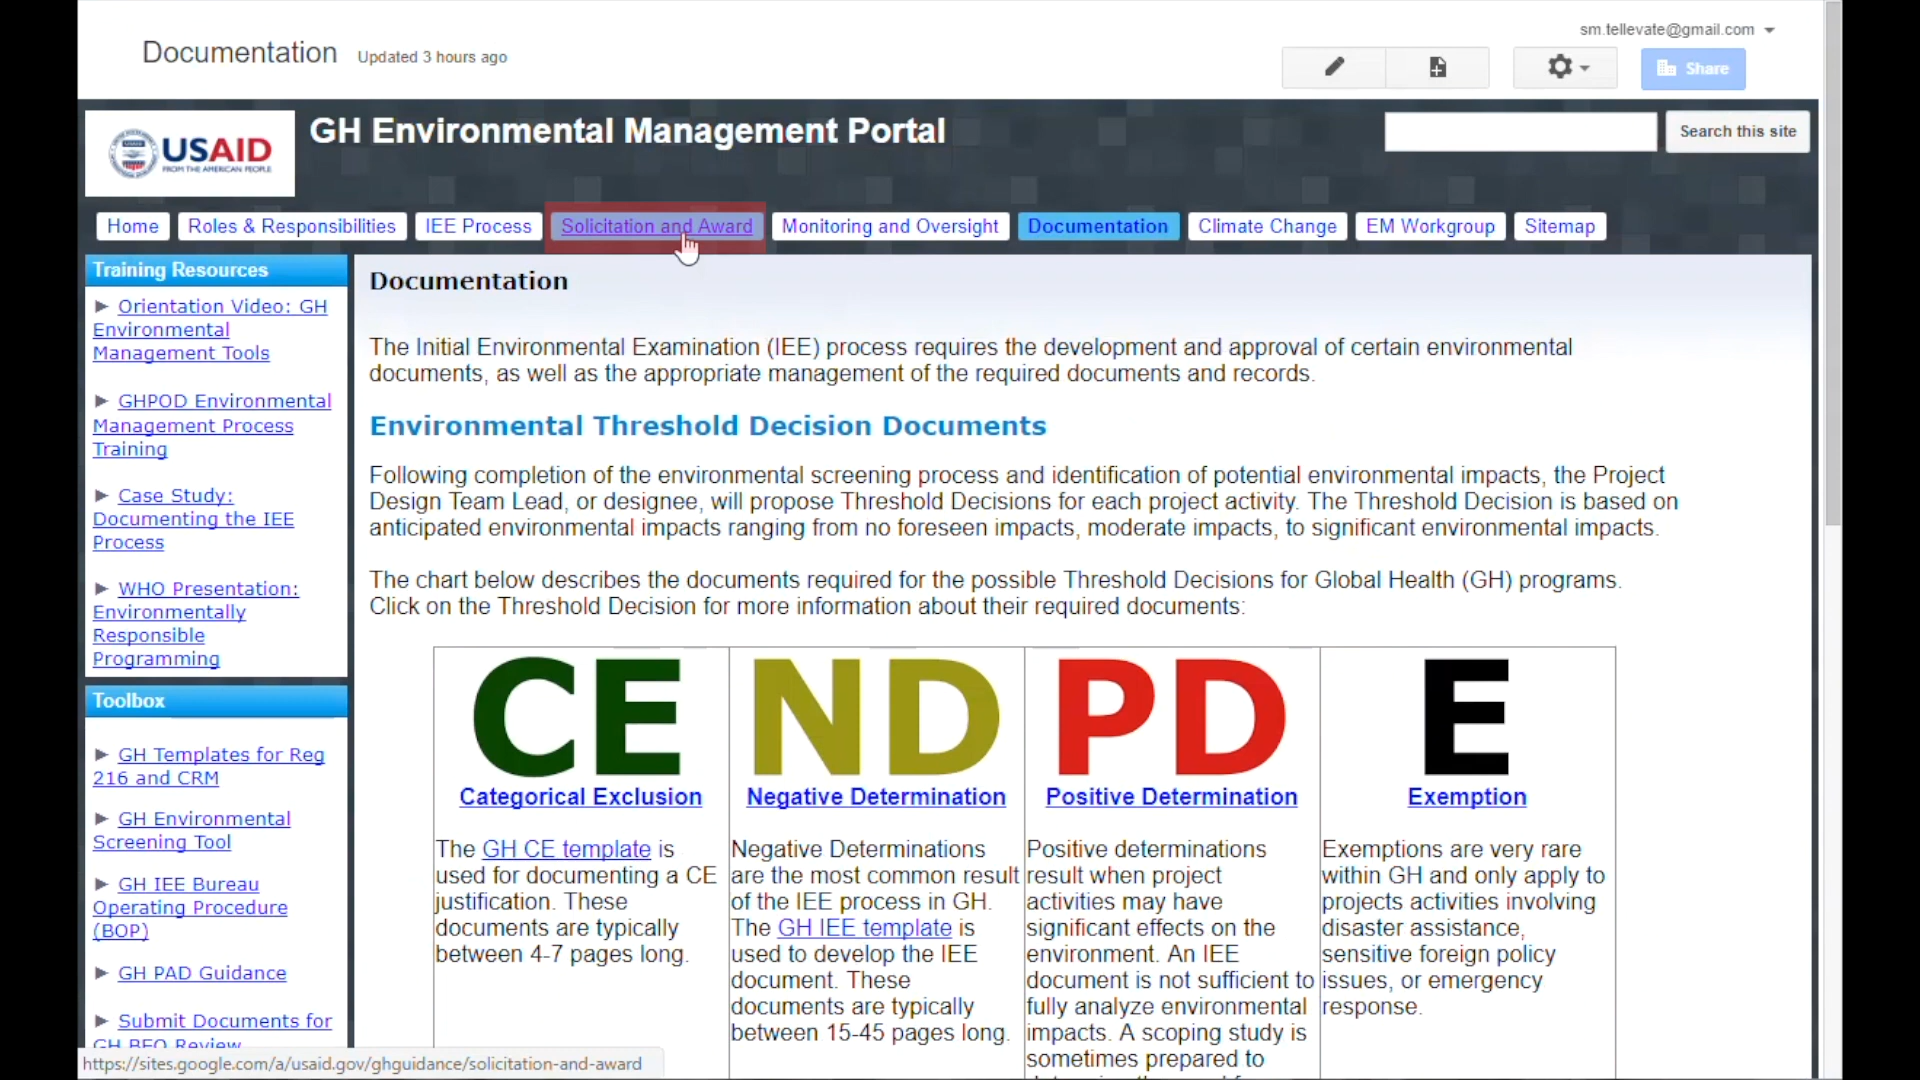 sm.tellevate@gmail.com
Documentation Updated 3 hours ago
Share
USAID
FROM THE AMERICAN PEOPLE
GH Environmental Management Portal
Search this site
Home Roles & Responsibilities IEE Process Solicitation and Award Monitoring and Oversight Documentation Climate Change EM Workgroup Sitemap
Training Resources
Orientation Video: GH
Environmental
Management Tools
GHPOD Environmental
Management Process
Training
Case Study:
Documenting the IEE
Process
WHO Presentation:
Environmentally
Responsible
Programming
Toolbox
GH Templates for Reg
216 and CRM
GH Environmental
Screening Tool
GH IEE Bureau
Operating Procedure
(BOP)
GH PAD Guidance
Submit Documents for
GH BEO Review
Documentation
The Initial Environmental Examination (IEE) process requires the development and approval of certain environmental
documents, as well as the appropriate management of the required documents and records.
Environmental Threshold Decision Documents
Following completion of the environmental screening process and identification of potential environmental impacts, the Project
Design Team Lead, or designee, will propose Threshold Decisions for each project activity. The Threshold Decision is based on
anticipated environmental impacts ranging from no foreseen impacts, moderate impacts, to significant environmental impacts.
The chart below describes the documents required for the possible Threshold Decisions for Global Health (GH) programs.
Click on the Threshold Decision for more information about their required documents:
CE
Categorical Exclusion
The GH CE template is
used for documenting a CE
justification. These
documents are typically
between 4-7 pages long.
ND
Negative Determination
Negative Determinations
are the most common result
of the IEE process in GH.
The GH IEE template is
used to develop the IEE
document. These
documents are typically
between 15-45 pages long.
PD
Positive Determination
Positive determinations
result when project
activities may have
significant effects on the
environment. An IEE
document is not sufficient to
fully analyze environmental
impacts. A scoping study is
sometimes prepared to
E
Exemption
Exemptions are very rare
within GH and only apply to
projects activities involving
disaster assistance,
sensitive foreign policy
issues, or emergency
response.
https://sites.google.com/a/usaid.gov/ghguidance/solicitation-and-award